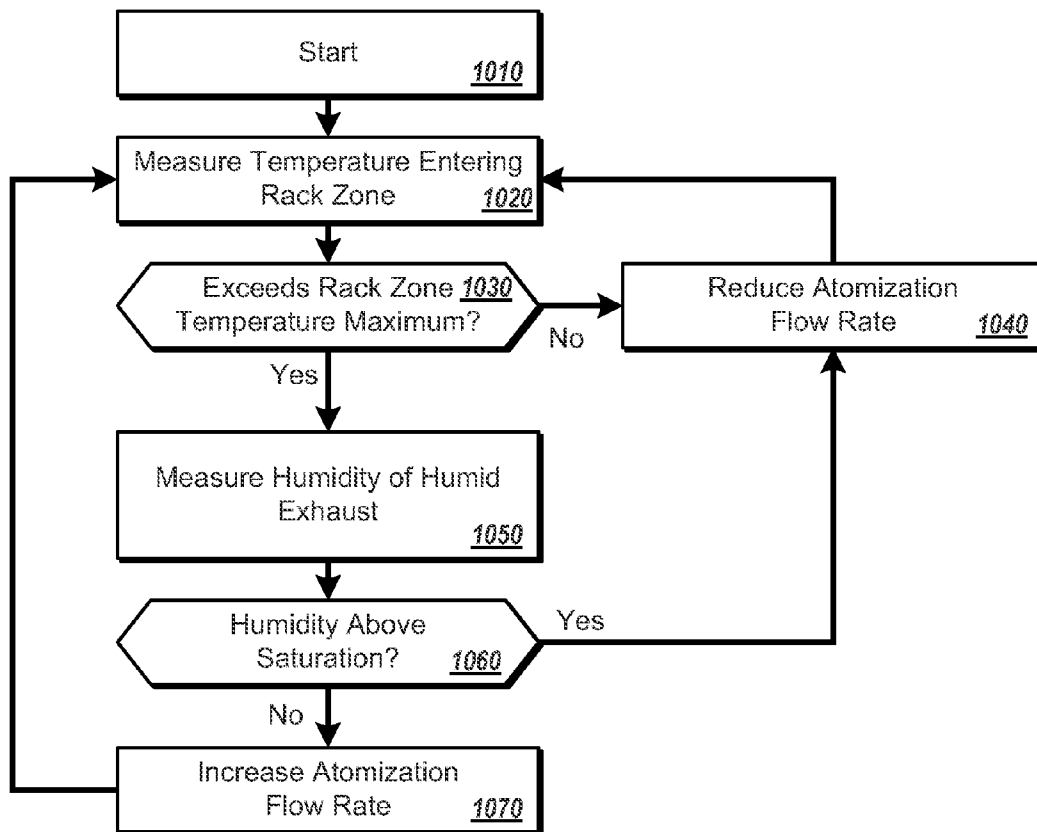 Start
1010
Measure Temperature Entering
Rack Zone
1020
Exceeds Rack Zone 1030
Temperature Maximum?
No
Reduce Atomization
Flow Rate
1040
Yes
Measure Humidity of Humid
Exhaust
1050
Humidity Above
Saturation?
1060
Yes
No
Increase Atomization
Flow Rate
1070